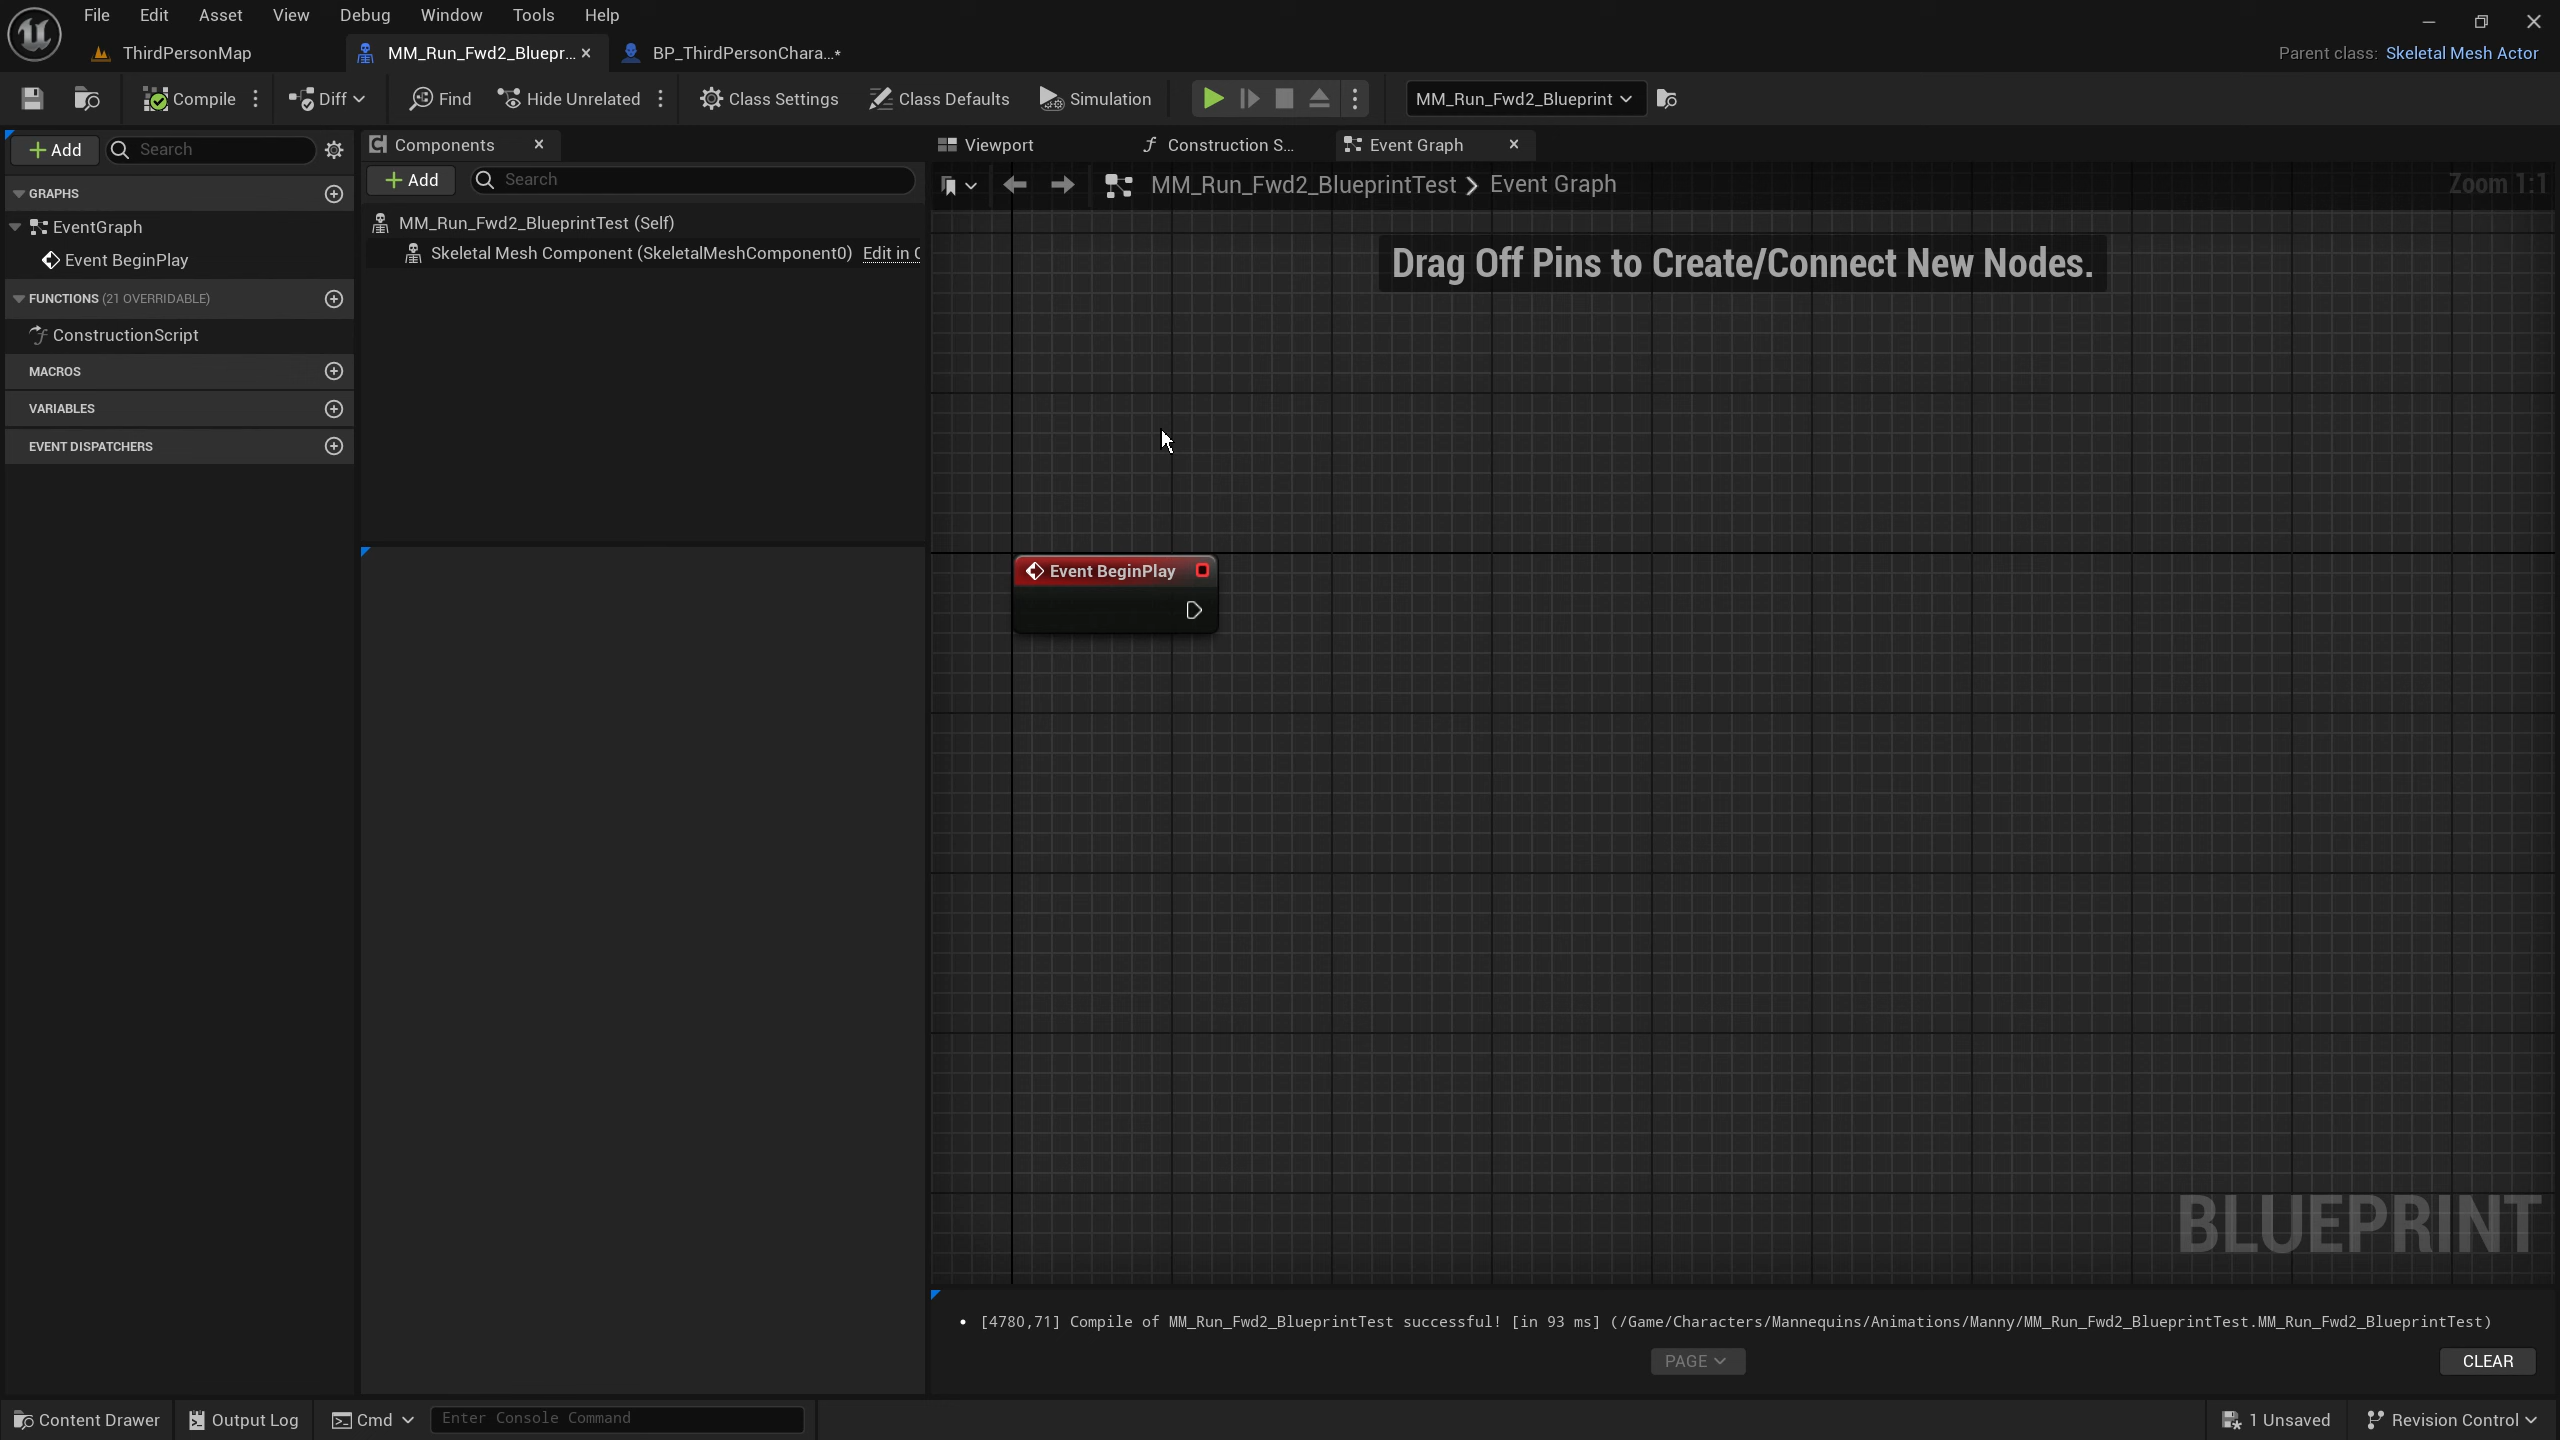 File Edit Asset View Debug Window Tools Help
ThirdPersonMap MM_Run_Fwd2_Bluepr... BP_ThirdPersonChara...* Parent class: Skeletal Mesh Actor
Compile Diff Find Hide Unrelated Class Settings Class Defaults Simulation MM_Run_Fwd2_Blueprint
Add Search
GRAPHS
EventGraph
Event BeginPlay
FUNCTIONS (21 OVERRIDABLE)
ConstructionScript
MACROS
VARIABLES
EVENT DISPATCHERS
Components
Add Search
MM_Run_Fwd2_BlueprintTest (Self)
Skeletal Mesh Component (SkeletalMeshComponent0) Edit in C
Viewport Construction S... Event Graph
MM_Run_Fwd2_BlueprintTest > Event Graph Zoom 1:1
Drag Off Pins to Create/Connect New Nodes.
Event BeginPlay
BLUEPRINT
[4780,71] Compile of MM_Run_Fwd2_BlueprintTest successful! [in 93 ms] (/Game/Characters/Mannequins/Animations/Manny/MM_Run_Fwd2_BlueprintTest.MM_Run_Fwd2_BlueprintTest)
PAGE CLEAR
Content Drawer Output Log Cmd Enter Console Command 1 Unsaved Revision Control